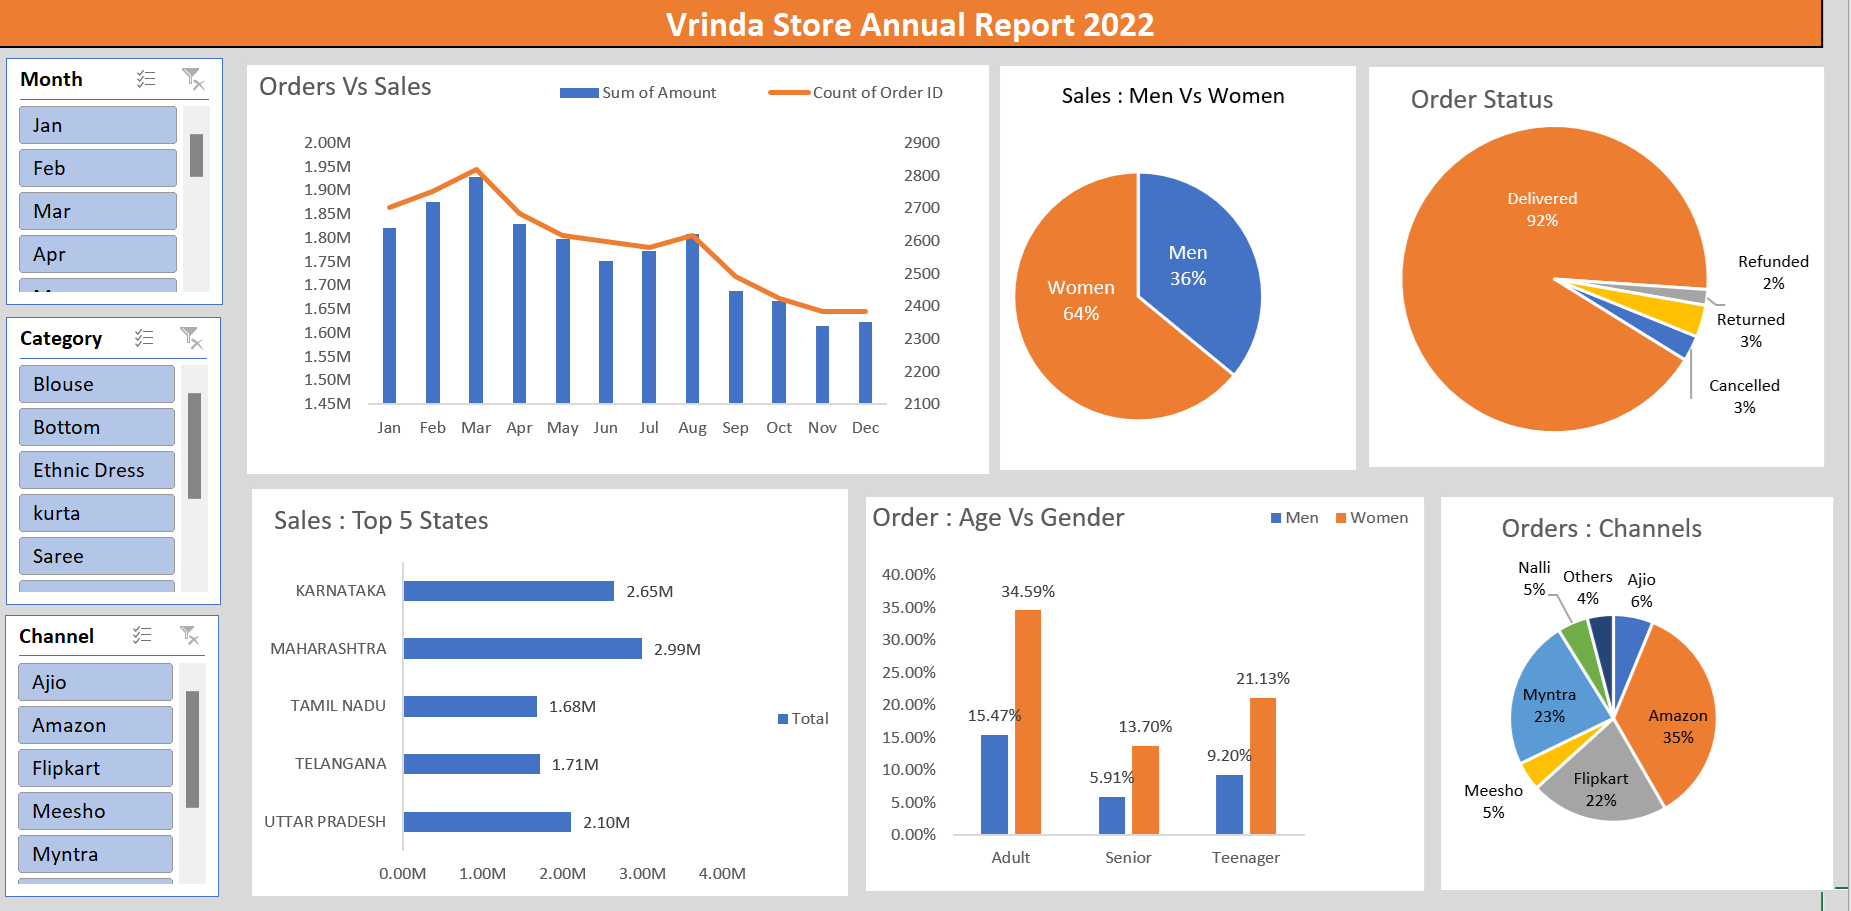 Vrinda Store Annual Report 2022
Month
Jan
Feb
Mar
Apr
Category
Blouse
Bottom
Ethnic Dress
kurta
Saree
Channel
Ajio
Amazon
Flipkart
Meesho
Myntra
Orders Vs Sales
Sum of Amount
Count of Order ID
2.00M
1.95M
1.90M
1.85M
1.80M
1.75M
1.70M
1.65M
1.60M
1.55M
1.50M
1.45M
2900
2800
2700
2600
2500
2400
2300
2200
2100
Jan Feb Mar Apr May Jun Jul Aug Sep Oct Nov Dec
Sales : Men Vs Women
Men
36%
Women
64%
Order Status
Delivered
92%
Refunded
2%
Returned
3%
Cancelled
3%
Sales : Top 5 States
KARNATAKA 2.65M
MAHARASHTRA 2.99M
TAMIL NADU 1.68M
TELANGANA 1.71M
UTTAR PRADESH 2.10M
0.00M 1.00M 2.00M 3.00M 4.00M
Total
Order : Age Vs Gender
Men Women
40.00%
35.00%
30.00%
25.00%
20.00%
15.00%
10.00%
5.00%
0.00%
15.47%
34.59%
5.91%
13.70%
9.20%
21.13%
Adult Senior Teenager
Orders : Channels
Nalli
5%
Others
4%
Ajio
6%
Amazon
35%
Flipkart
22%
Meesho
5%
Myntra
23%